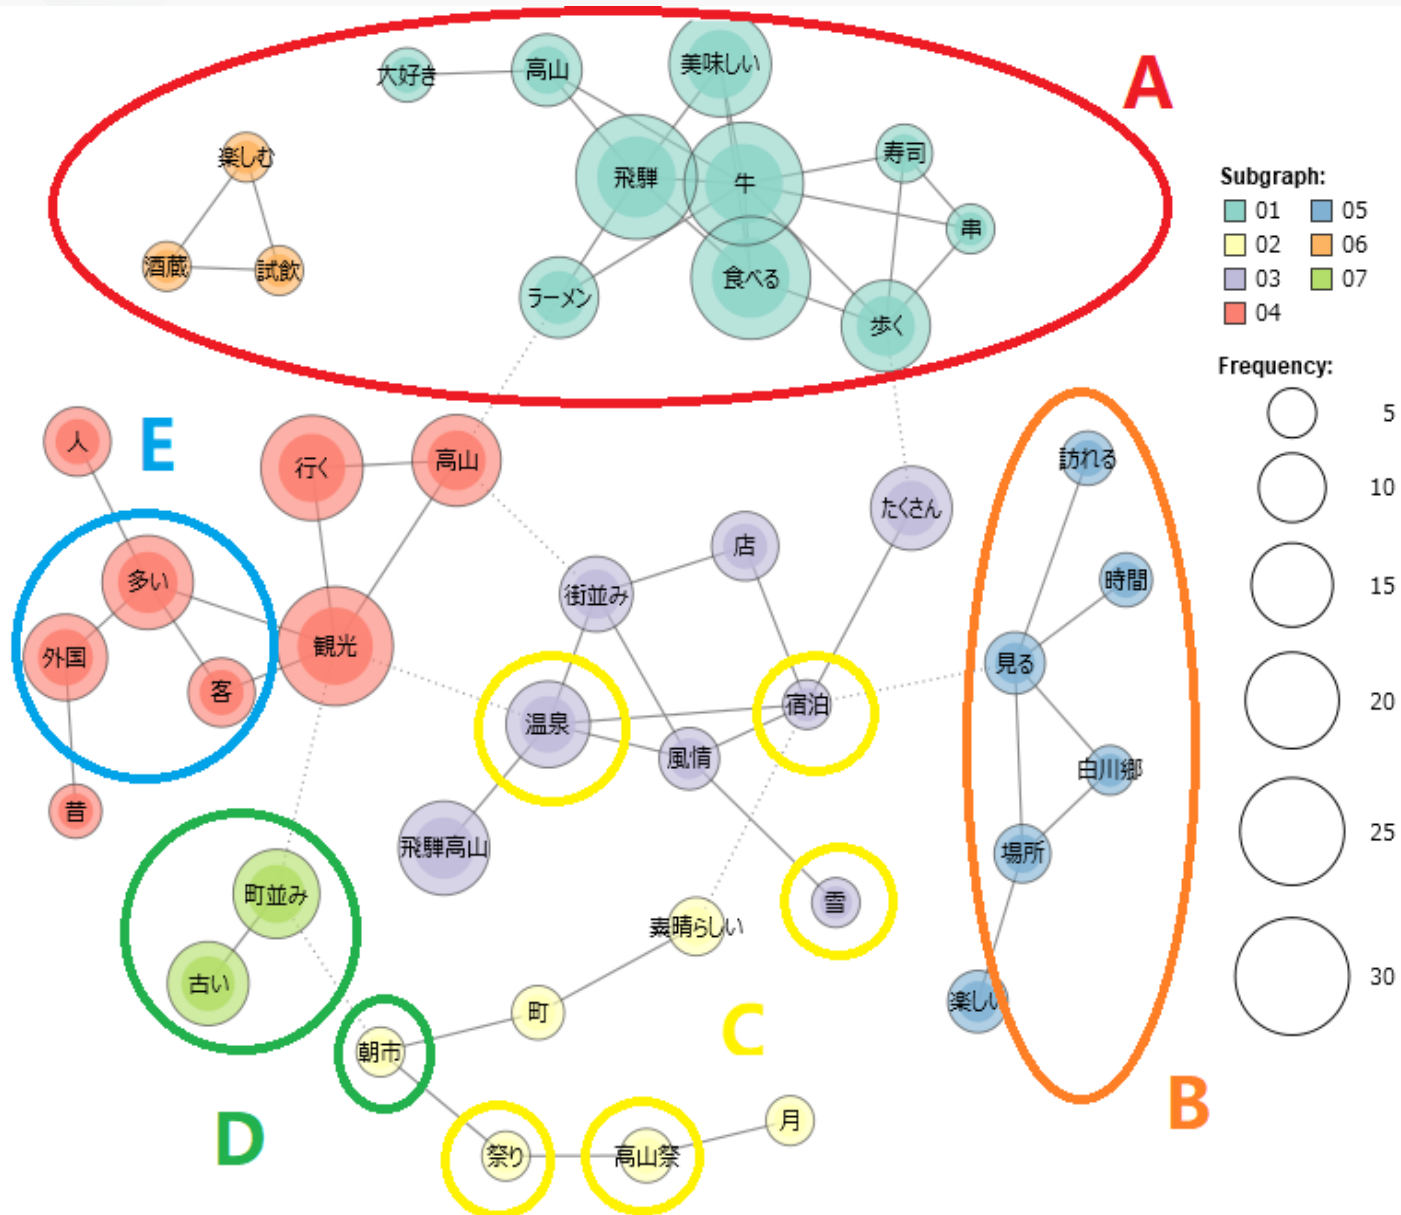 A
大好き
高山
美味しい
飛騨
牛
寿司
串
楽しむ
酒蔵
試飲
ラーメン
食べる
歩く
Subgraph:
01 05
02 06
03 07
04
Frequency:
5
10
15
20
25
30
E
人
行く
高山
多い
外国
客
観光
昔
たくさん
店
街並み
温泉
宿泊
風情
飛騨高山
雪
訪れる
時間
見る
白川郷
場所
楽しい
B
町並み
古い
D
素晴らしい
町
朝市
C
祭り
高山祭
月